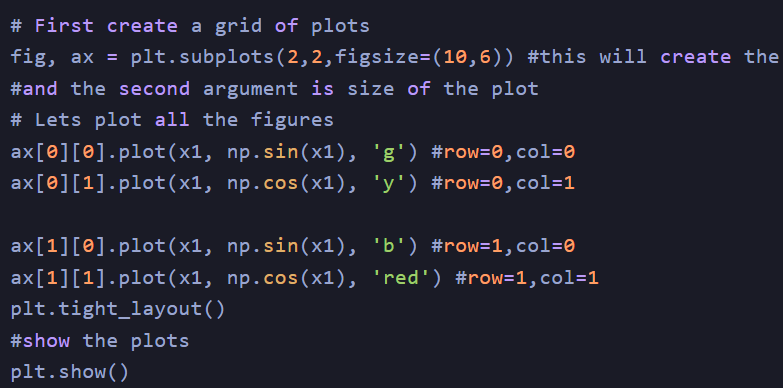 # First create a grid of plots
fig, ax = plt.subplots(2,2,figsize=(10,6)) #this will create the
#and the second argument is size of the plot
# Lets plot all the figures
ax[0][0].plot(x1, np.sin(x1), 'g') #row=0,col=0
ax[0][1].plot(x1, np.cos(x1), 'y') #row=0,col=1
ax[1][0].plot(x1, np.sin(x1), 'b') #row=1,col=0
ax[1][1].plot(x1, np.cos(x1), 'red') #row=1,col=1
plt.tight_layout()
#show the plots
plt.show()